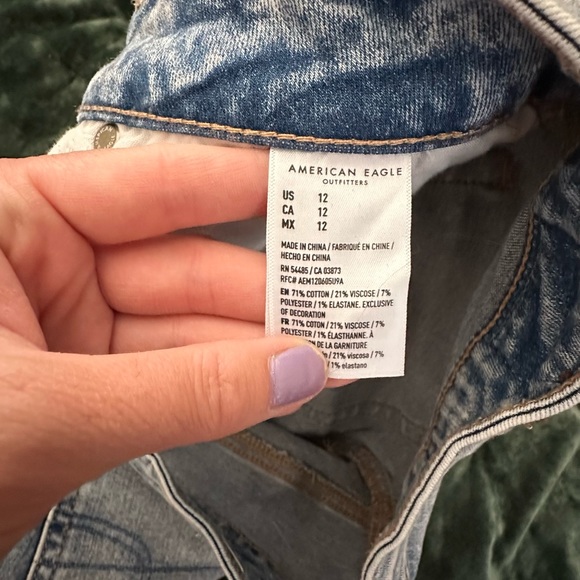 AMERICAN EAGLE
OUTFITTERS
US 12
CA 12
MX 12
MADE IN CHINA / FABRIQUÉ EN CHINE /
HECHO EN CHINA
RN 54485 / CA 03873
RFC# AEM120605U9A
EN 71% COTTON / 21% VISCOSE / 7%
POLYESTER / 1% ELASTANE. EXCLUSIVE
OF DECORATION
FR 71% COTON / 21% VISCOSE / 7%
POLYESTER / 1% ÉLASTHANNE. À
DE LA GARNITURE
/ 21% viscosa / 7%
/ 1% elastano